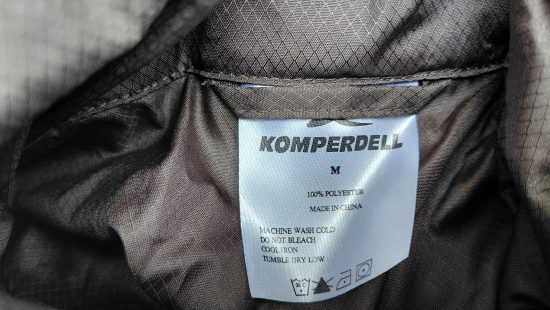 KOMPERDELL
M
100% POLYESTER
MADE IN CHINA
MACHINE WASH COLD
DO NOT BLEACH
COOL IRON
TUMBLE DRY LOW